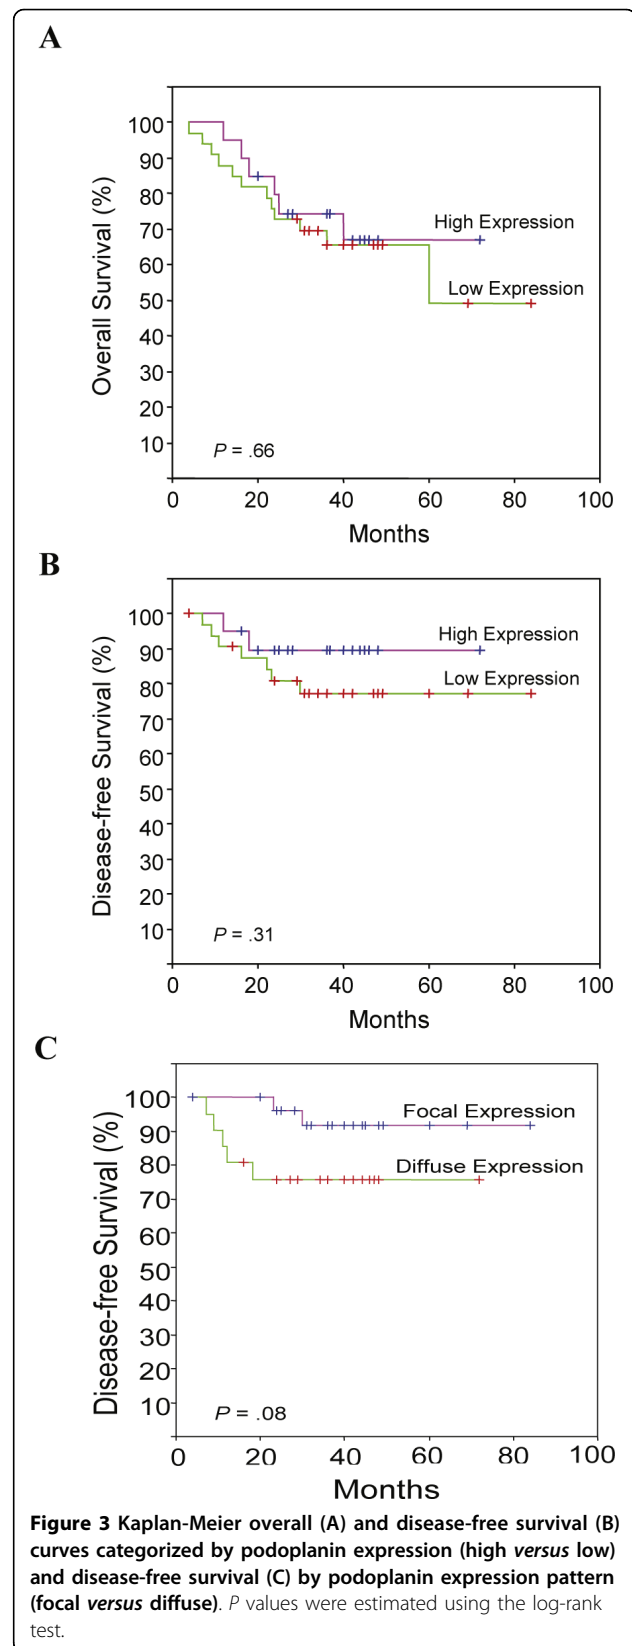 A
Overall Survival (%)
100
90
80
70
60
50
40
30
20
10
High Expression
Low Expression
P = .66
0 20 40 60 80 100
Months
B
Disease-free Survival (%)
100
90
80
70
60
50
40
30
20
10
High Expression
Low Expression
P = .31
0 20 40 60 80 100
Months
C
Disease-free Survival (%)
100
90
80
70
60
50
40
30
20
10
Focal Expression
Diffuse Expression
P = .08
0 20 40 60 80 100
Months
Figure 3 Kaplan-Meier overall (A) and disease-free survival (B)
curves categorized by podoplanin expression (high versus low)
and disease-free survival (C) by podoplanin expression pattern
(focal versus diffuse). P values were estimated using the log-rank
test.